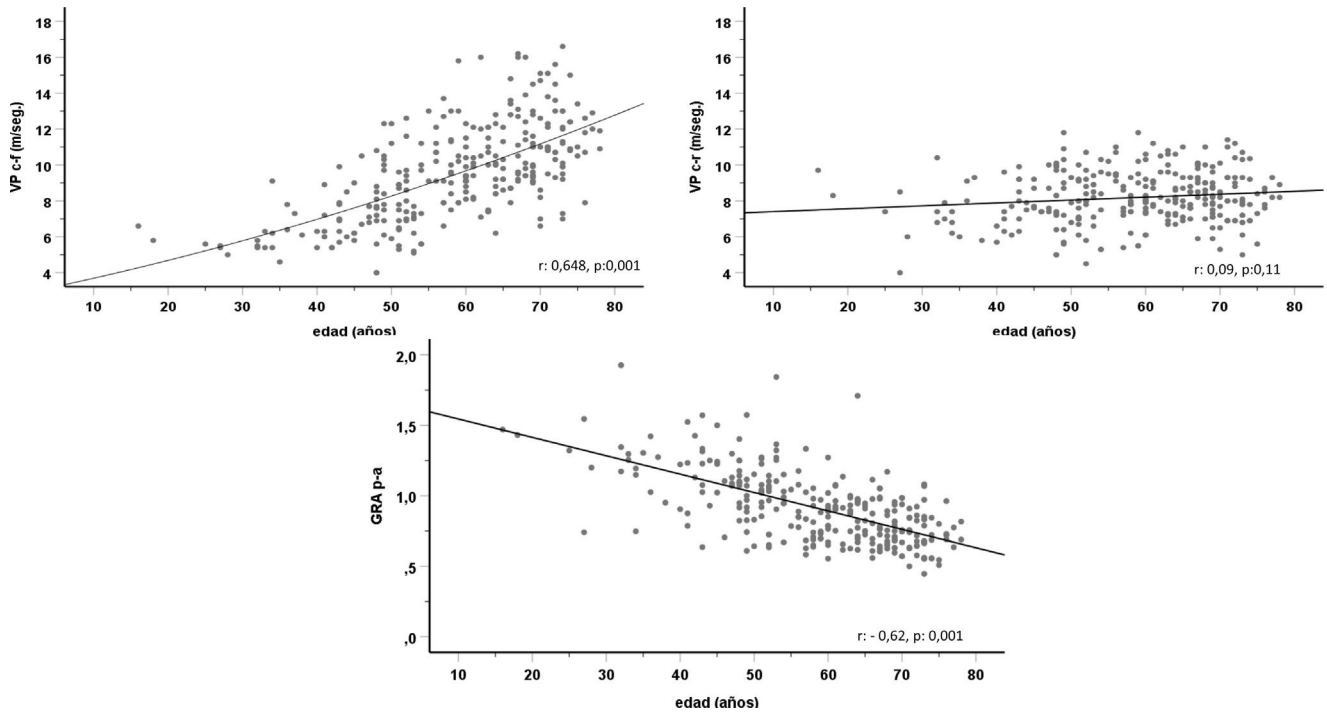 18
16
14
12
10
8
6
4
VP c-f (m/seg.)
r: 0,648, p:0,001
10 20 30 40 50 60 70 80
edad (años)
18
16
14
12
10
8
6
4
VP c-r (m/seg.)
r: 0,09, p:0,11
10 20 30 40 50 60 70 80
edad (años)
2,0
1,5
1,0
,5
,0
GRA p-a
r: - 0,62, p: 0,001
10 20 30 40 50 60 70 80
edad (años)